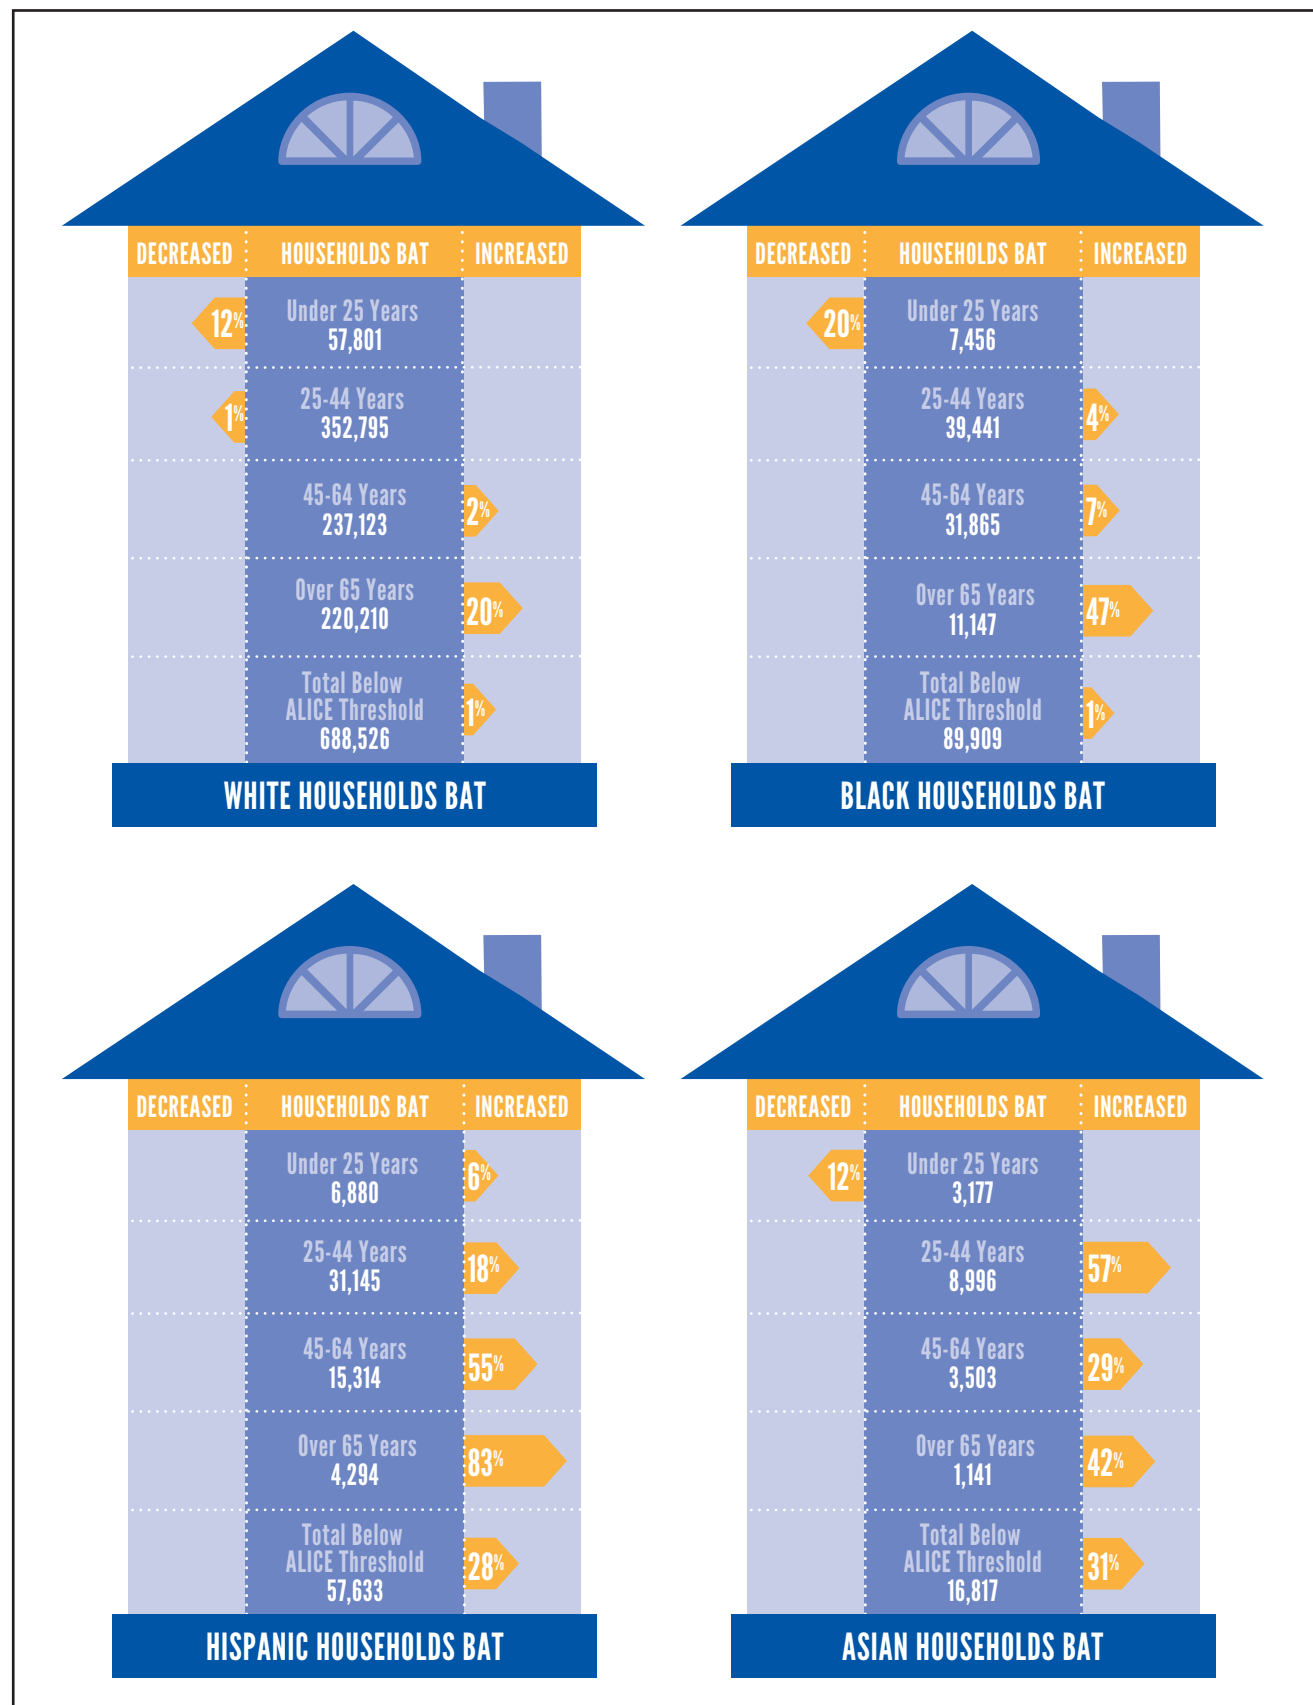 DECREASED HOUSEHOLDS BAT INCREASED
12% Under 25 Years
57,801
1% 25-44 Years
352,795
45-64 Years 2%
237,123
Over 65 Years 20%
220,210
Total Below
ALICE Threshold 1%
688,526
WHITE HOUSEHOLDS BAT
DECREASED HOUSEHOLDS BAT INCREASED
20% Under 25 Years
7,456
25-44 Years 4%
39,441
45-64 Years 7%
31,865
Over 65 Years 47%
11,147
Total Below
ALICE Threshold 1%
89,909
BLACK HOUSEHOLDS BAT
DECREASED HOUSEHOLDS BAT INCREASED
Under 25 Years 6%
6,880
25-44 Years 18%
31,145
45-64 Years 55%
15,314
Over 65 Years 83%
4,294
Total Below
ALICE Threshold 28%
57,633
HISPANIC HOUSEHOLDS BAT
DECREASED HOUSEHOLDS BAT INCREASED
12% Under 25 Years
3,177
25-44 Years 57%
8,996
45-64 Years 29%
3,503
Over 65 Years 42%
1,141
Total Below
ALICE Threshold 31%
16,817
ASIAN HOUSEHOLDS BAT